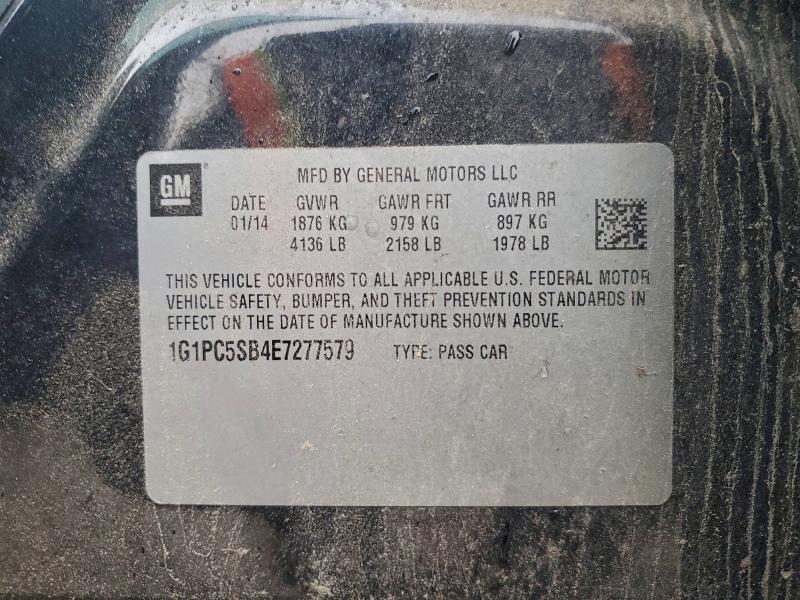 GM
MFD BY GENERAL MOTORS LLC
DATE GVWR GAWR FRT GAWR RR
01/14 1876 KG 979 KG 897 KG
4136 LB 2158 LB 1978 LB
THIS VEHICLE CONFORMS TO ALL APPLICABLE U.S. FEDERAL MOTOR
VEHICLE SAFETY, BUMPER, AND THEFT PREVENTION STANDARDS IN
EFFECT ON THE DATE OF MANUFACTURE SHOWN ABOVE.
1G1PC5SB4E7277579 TYPE: PASS CAR